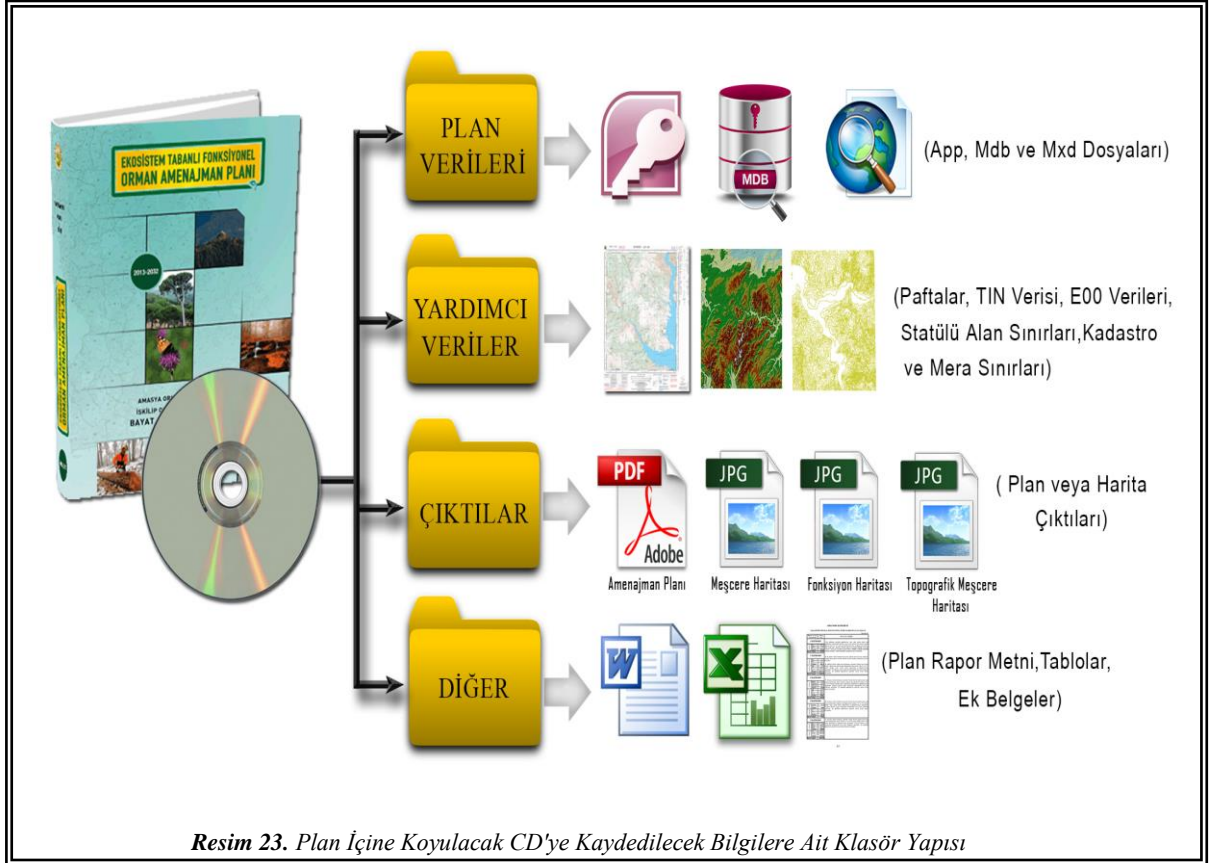 EKOSİSTEM TABANLI FONKSİYONEL
ORMAN AMENAJMAN PLANI
2013-2032
AMASYA
İSKİLİP
BAYAT
PLAN
VERİLERİ
MDB
(App, Mdb ve Mxd Dosyaları)
YARDIMCI
VERİLER
(Paftalar, TIN Verisi, E00 Verileri,
Statülü Alan Sınırları,Kadastro
ve Mera Sınırları)
ÇIKTILAR
PDF
Adobe
Amenajman Planı
JPG
Meşcere Haritası
JPG
Fonksiyon Haritası
JPG
Topografik Meşcere
Haritası
( Plan veya Harita
Çıktıları)
DİĞER
W
X
(Plan Rapor Metni,Tablolar,
Ek Belgeler)
Resim 23. Plan İçine Koyulacak CD'ye Kaydedilecek Bilgilere Ait Klasör Yapısı